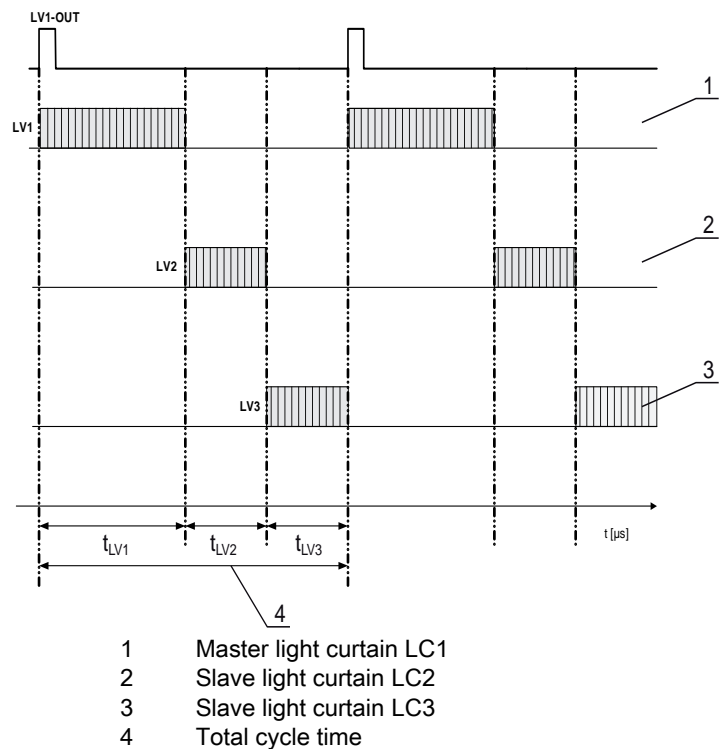 LV1-OUT
1
LV1
2
LV2
3
LV3
t [µs]
tLV1 tLV2 tLV3
4
1 Master light curtain LC1
2 Slave light curtain LC2
3 Slave light curtain LC3
4 Total cycle time